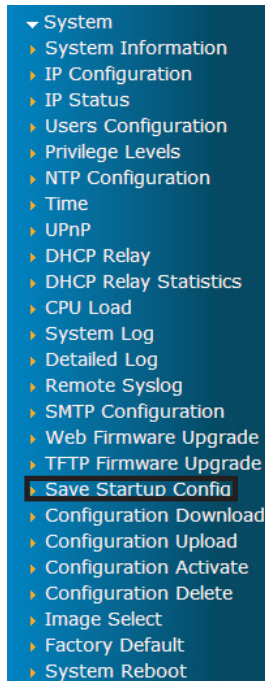 System
System Information
IP Configuration
IP Status
Users Configuration
Privilege Levels
NTP Configuration
Time
UPnP
DHCP Relay
DHCP Relay Statistics
CPU Load
System Log
Detailed Log
Remote Syslog
SMTP Configuration
Web Firmware Upgrade
TFTP Firmware Upgrade
Save Startup Config
Configuration Download
Configuration Upload
Configuration Activate
Configuration Delete
Image Select
Factory Default
System Reboot